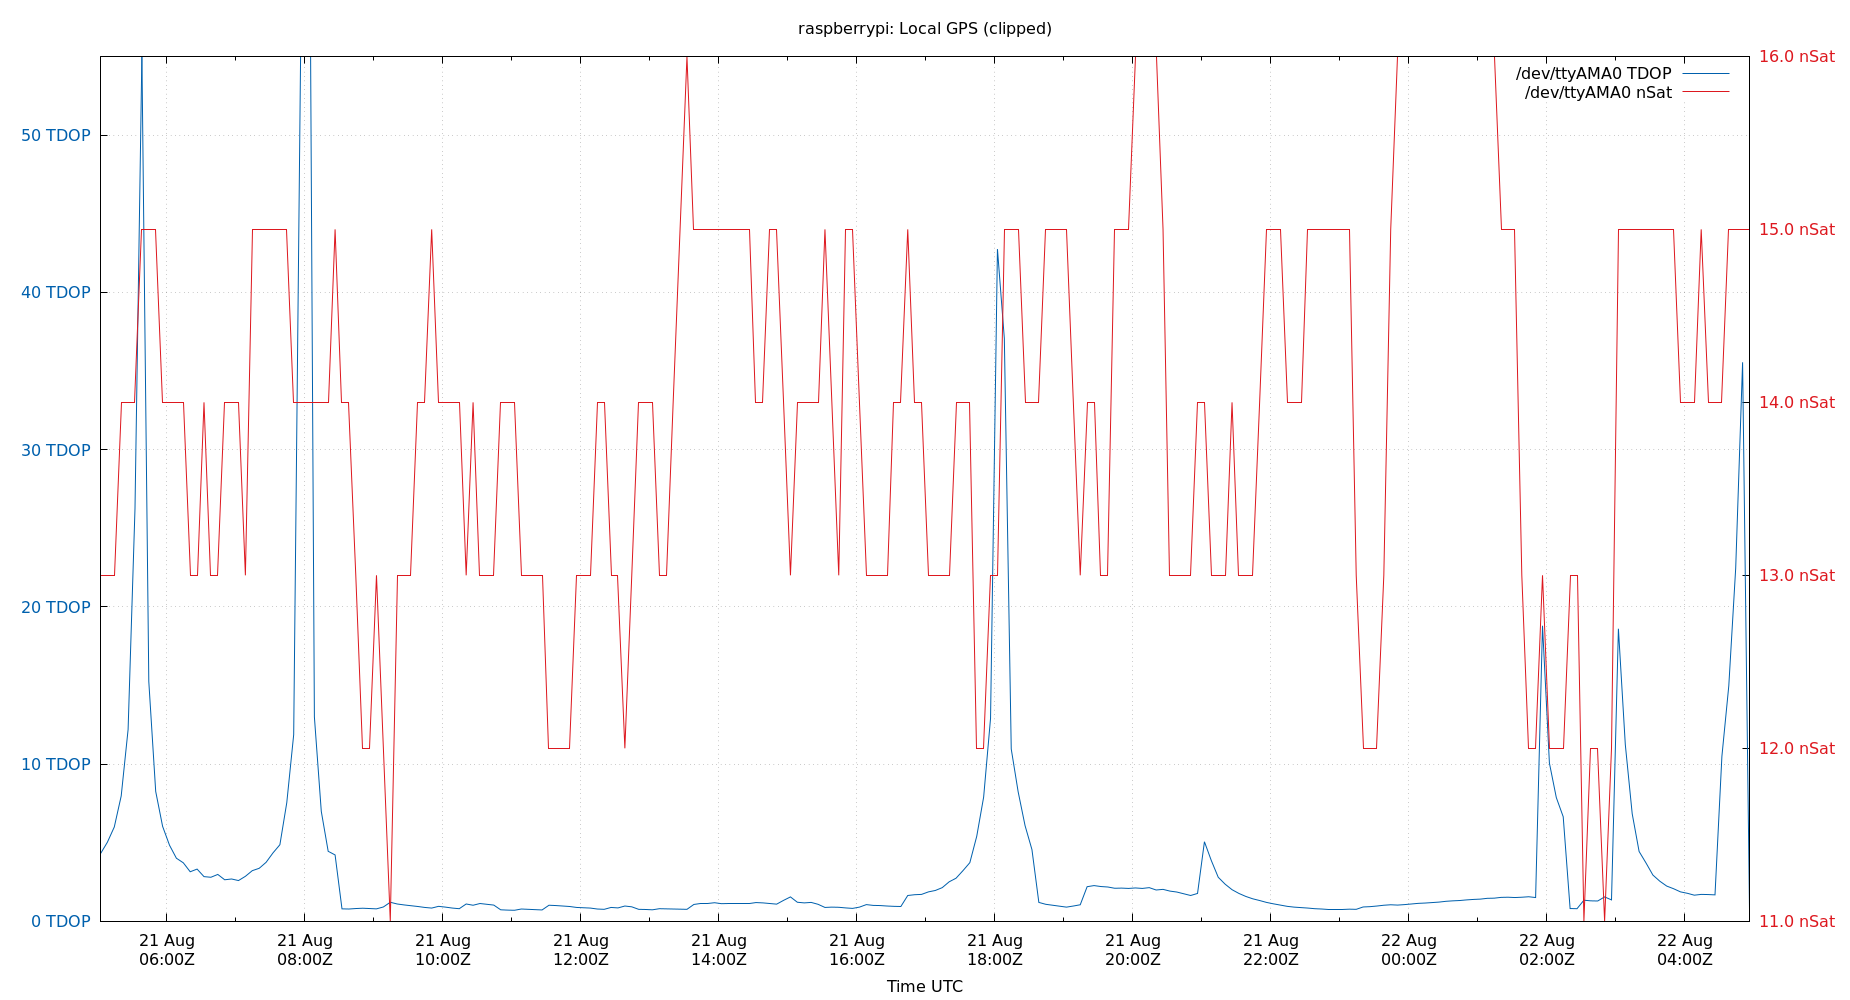 raspberrypi: Local GPS (clipped)
/dev/ttyAMA0 TDOP
/dev/ttyAMA0 nSat
50 TDOP
40 TDOP
30 TDOP
20 TDOP
10 TDOP
0 TDOP
16.0 nSat
15.0 nSat
14.0 nSat
13.0 nSat
12.0 nSat
11.0 nSat
21 Aug
06:00Z
21 Aug
08:00Z
21 Aug
10:00Z
21 Aug
12:00Z
21 Aug
14:00Z
21 Aug
16:00Z
21 Aug
18:00Z
21 Aug
20:00Z
21 Aug
22:00Z
22 Aug
00:00Z
22 Aug
02:00Z
22 Aug
04:00Z
Time UTC